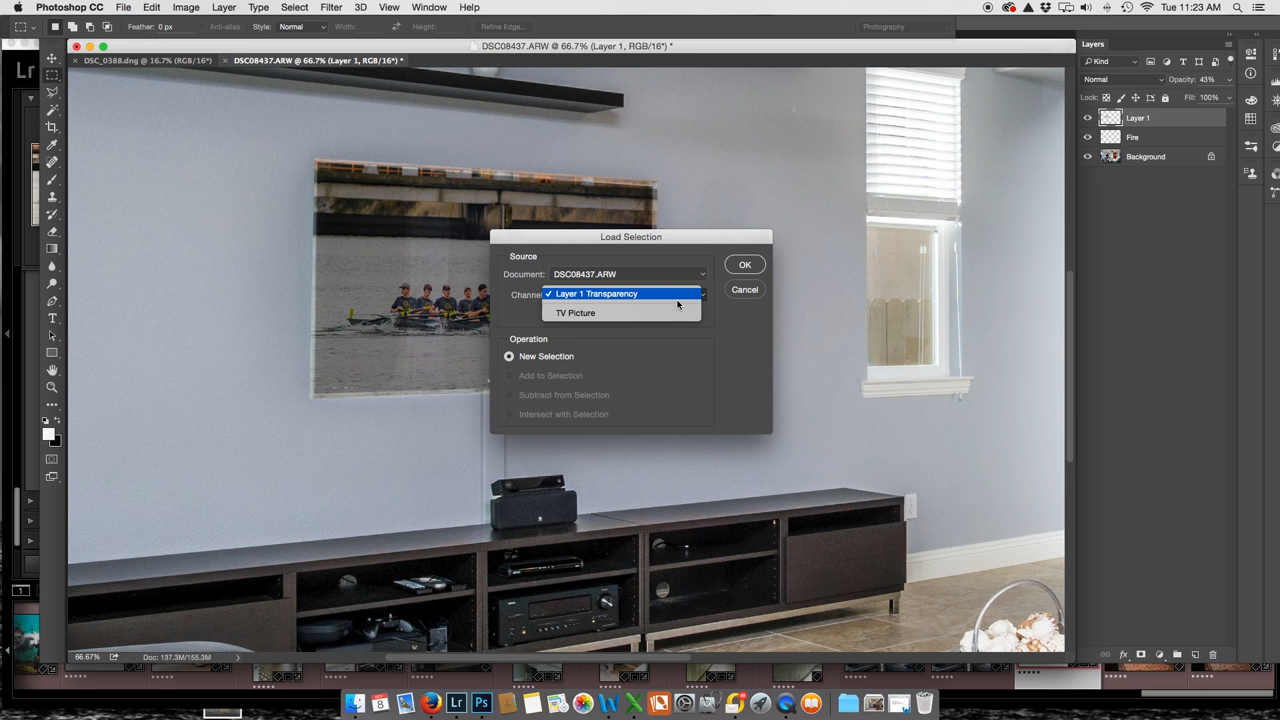 Photoshop CC File Edit Image Layer Type Select Filter 3D View Window Help Tue 11:23 AM
Feather: 0 px Anti-alias Style: Normal Width: Height: Refine Edge... Photography
DSC08437.ARW @ 66.7% (Layer 1, RGB/16*) *
DSC_0388.dng @ 16.7% (RGB/16*) DSC08437.ARW @ 66.7% (Layer 1, RGB/16*) *
Lr
Layers
Kind
Normal Opacity: 43%
Lock: Fill: 100%
Layer 1
Fire
Background
Load Selection
Source
Document: DSC08437.ARW
OK
Channel Layer 1 Transparency
Cancel
TV Picture
Operation
New Selection
Add to Selection
Subtract from Selection
Intersect with Selection
1
66.67% Doc: 137.3M/155.3M
8
Lr Ps